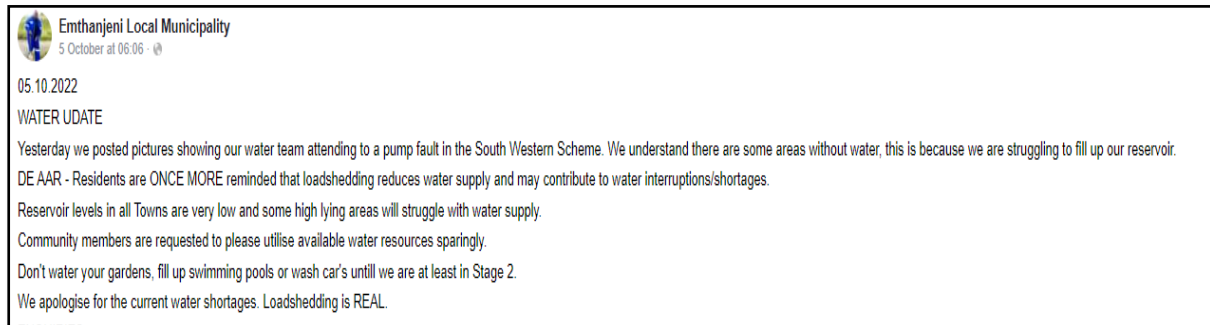 Emthanjeni Local Municipality
5 October at 06:06 ·
05.10.2022
WATER UDATE
Yesterday we posted pictures showing our water team attending to a pump fault in the South Western Scheme. We understand there are some areas without water, this is because we are struggling to fill up our reservoir.
DE AAR - Residents are ONCE MORE reminded that loadshedding reduces water supply and may contribute to water interruptions/shortages.
Reservoir levels in all Towns are very low and some high lying areas will struggle with water supply.
Community members are requested to please utilise available water resources sparingly.
Don't water your gardens, fill up swimming pools or wash car's untill we are at least in Stage 2.
We apologise for the current water shortages. Loadshedding is REAL.